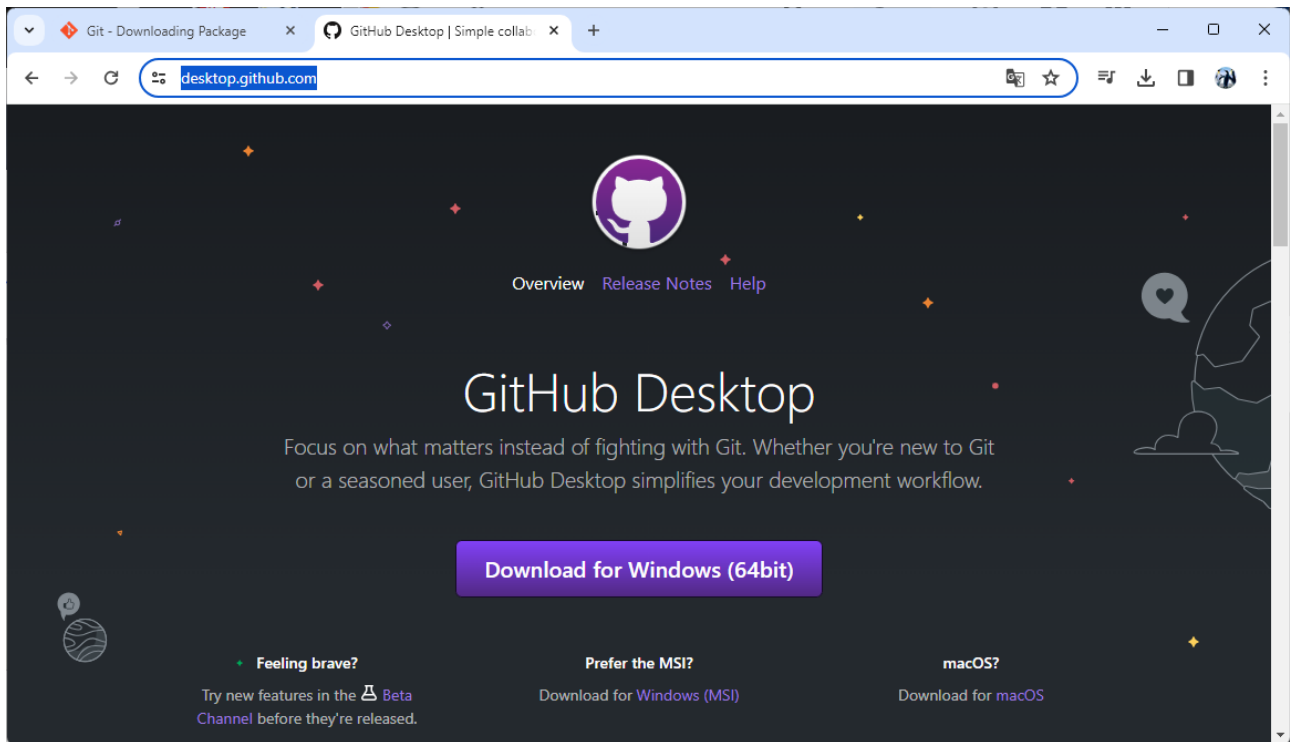 Git - Downloading Package
GitHub Desktop | Simple collab
desktop.github.com
Overview Release Notes Help
GitHub Desktop
Focus on what matters instead of fighting with Git. Whether you're new to Git
or a seasoned user, GitHub Desktop simplifies your development workflow.
Download for Windows (64bit)
Feeling brave?
Try new features in the Beta
Channel before they're released.
Prefer the MSI?
Download for Windows (MSI)
macOS?
Download for macOS